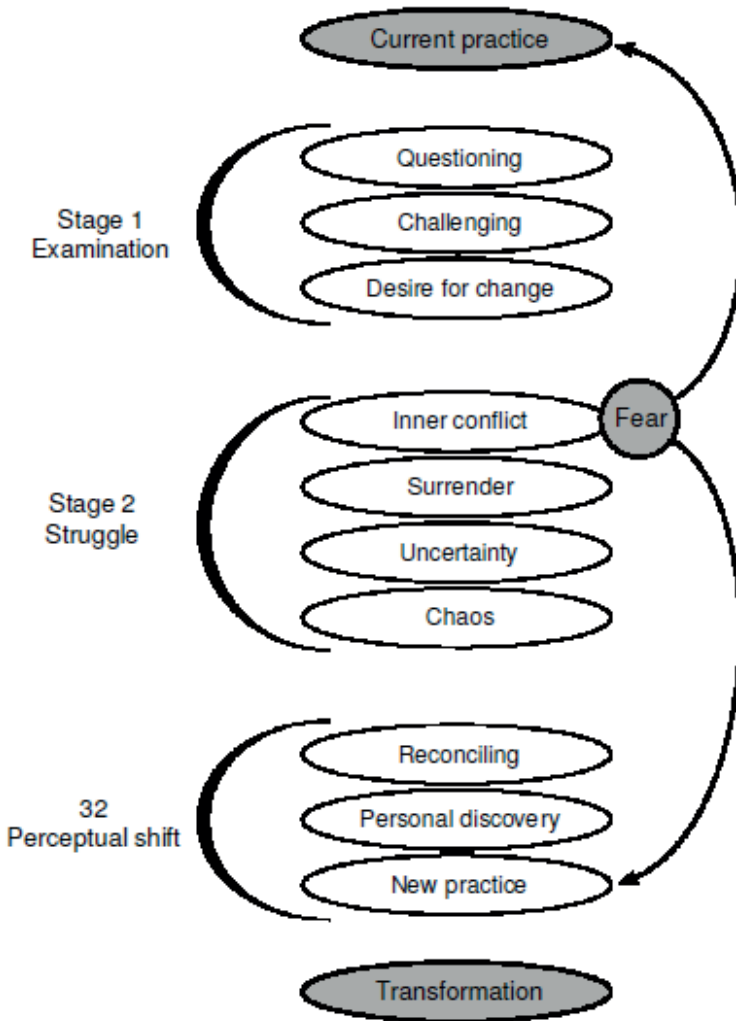 Current practice
Questioning
Challenging
Desire for change
Stage 1
Examination
Inner conflict
Fear
Surrender
Uncertainty
Chaos
Stage 2
Struggle
Reconciling
Personal discovery
New practice
32
Perceptual shift
Transformation